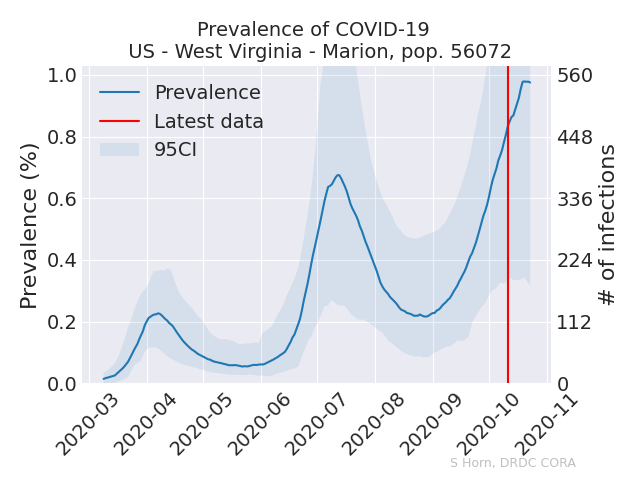 Prevalence of COVID-19
US - West Virginia - Marion, pop. 56072
Prevalence
Latest data
95CI
Prevalence (%)
1.0
0.8
0.6
0.4
0.2
0.0
# of infections
560
448
336
224
112
0
2020-03
2020-04
2020-05
2020-06
2020-07
2020-08
2020-09
2020-10
2020-11
S Horn, DRDC CORA